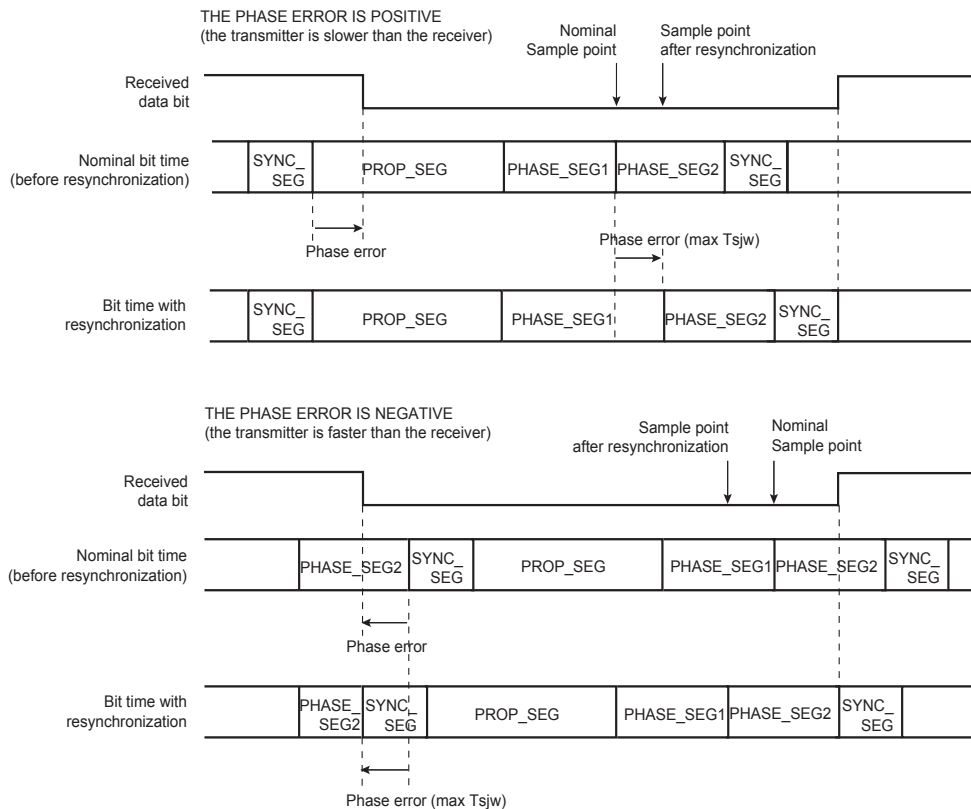 THE PHASE ERROR IS POSITIVE
(the transmitter is slower than the receiver)
Nominal
Sample point
Sample point
after resynchronization
Received
data bit
Nominal bit time
(before resynchronization)
SYNC_
SEG
PROP_SEG
PHASE_SEG1
PHASE_SEG2
SYNC_
SEG
Phase error
Phase error (max Tsjw)
Bit time with
resynchronization
SYNC_
SEG
PROP_SEG
PHASE_SEG1
PHASE_SEG2
SYNC_
SEG
THE PHASE ERROR IS NEGATIVE
(the transmitter is faster than the receiver)
Sample point
after resynchronization
Nominal
Sample point
Received
data bit
Nominal bit time
(before resynchronization)
PHASE_SEG2
SYNC_
SEG
PROP_SEG
PHASE_SEG1
PHASE_SEG2
SYNC_
SEG
Phase error
Bit time with
resynchronization
PHASE_
SEG2
SYNC_
SEG
PROP_SEG
PHASE_SEG1
PHASE_SEG2
SYNC_
SEG
Phase error (max Tsjw)